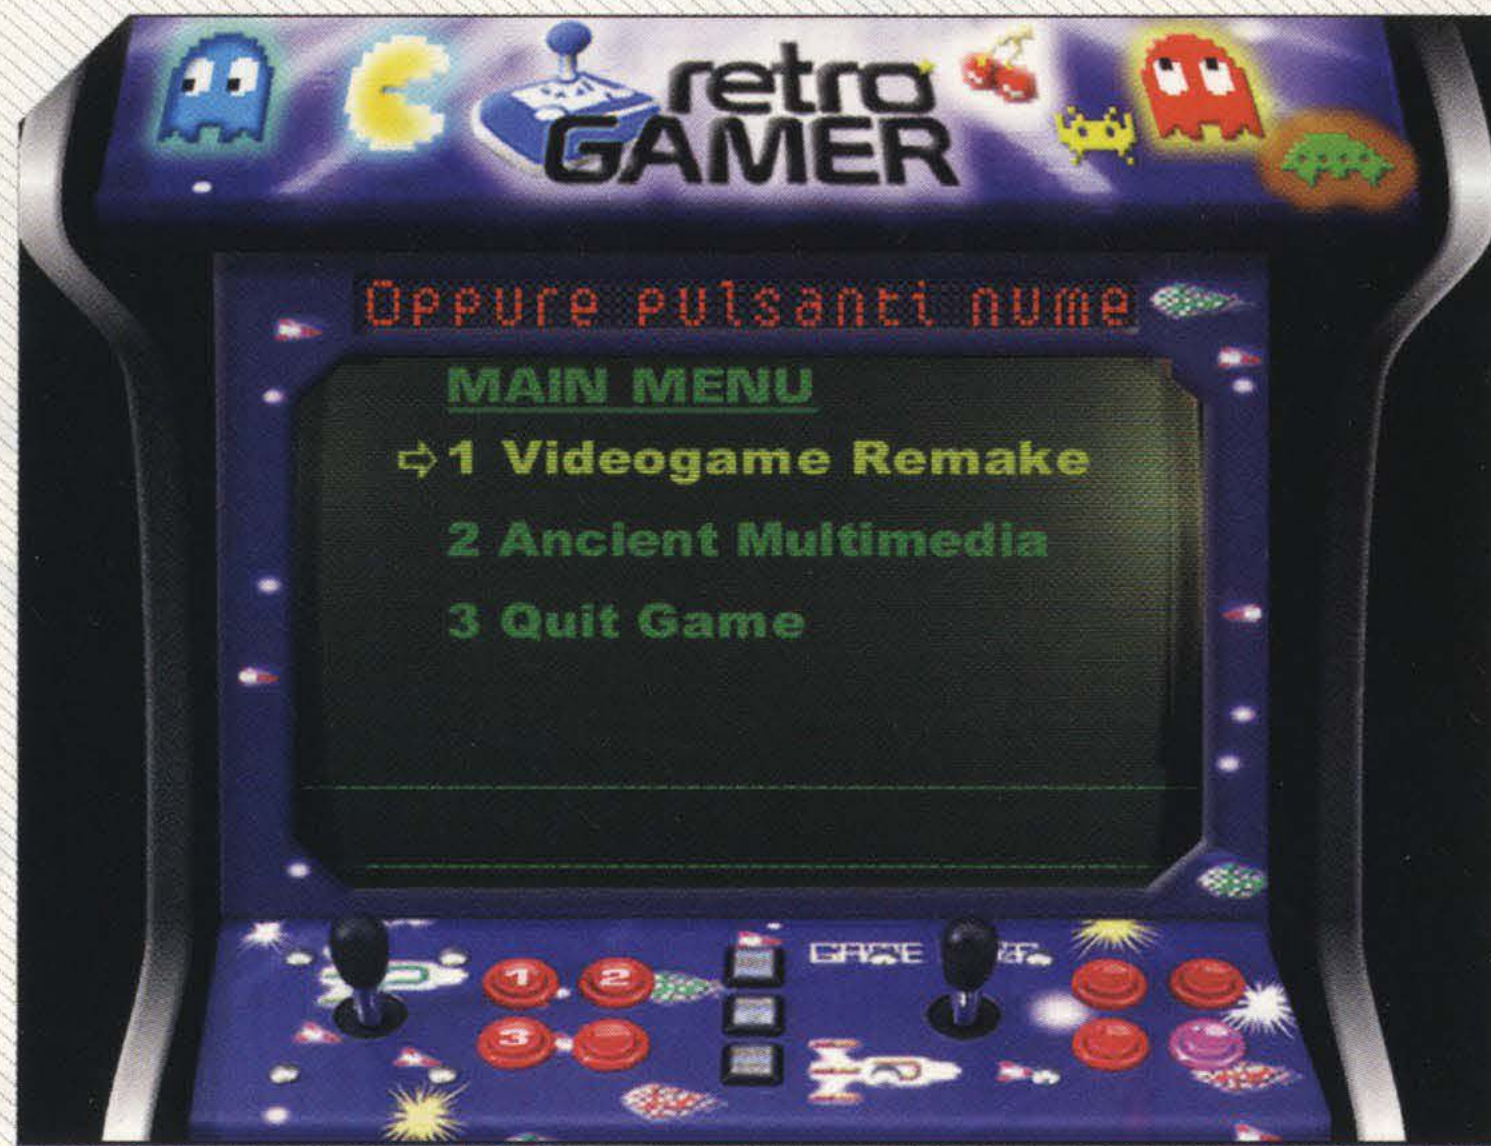 retro
GAMER
Oppure pulsanti nume
MAIN MENU
⇨1 Videogame Remake
2 Ancient Multimedia
3 Quit Game
GAME
1 2
3